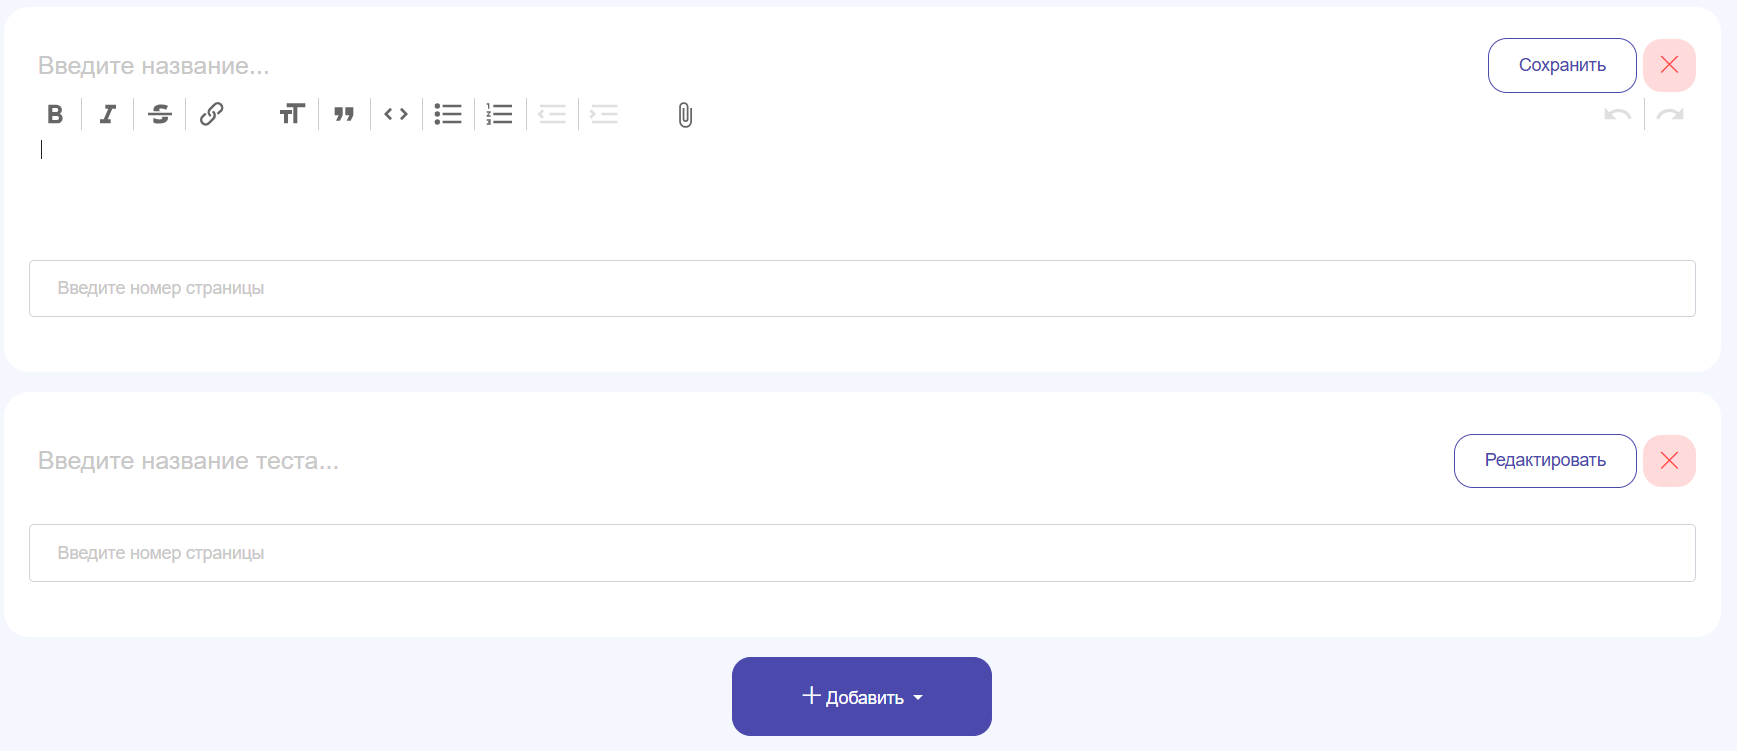 Введите название...
Сохранить
Введите номер страницы
Введите название теста...
Редактировать
Введите номер страницы
Добавить